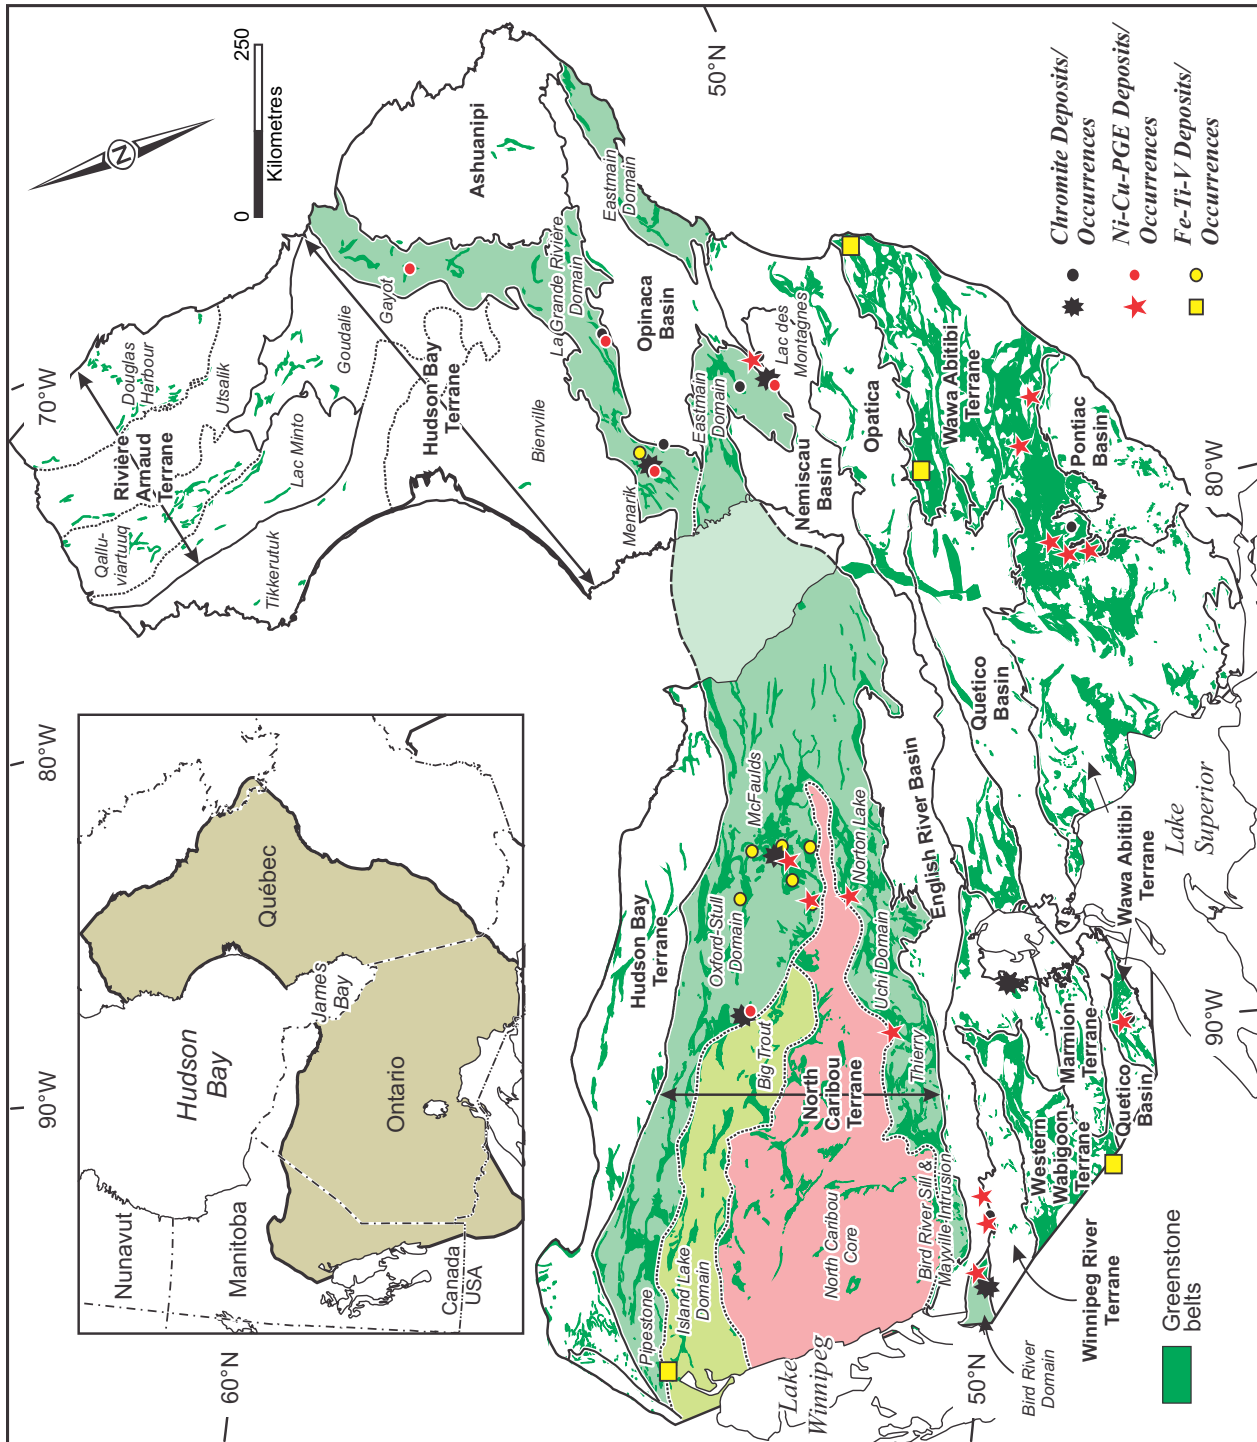 60°N
90°W
80°W
70°W
Nunavut
Manitoba
Canada
USA
Hudson
Bay
James
Bay
Ontario
Québec
0
250
Kilometres
N
Qallu-
viartuuq
Rivière
Arnaud
Terrane
Douglas
Harbour
Utsalik
Tikkerutuk
Lac Minto
Goudalie
Hudson Bay
Terrane
Gayot
Bienville
Ashuanipi
Menarik
La Grande Rivière
Domain
Opinaca
Basin
Eastmain
Domain
Eastmain
Domain
50°N
Nemiscau
Basin
Lac des
Montagnes
Opatica
Wawa Abitibi
Terrane
Pontiac
Basin
80°W
Hudson Bay
Terrane
Pipestone
Island Lake
Domain
Oxford-Stull
Domain
McFaulds
Big Trout
North
Caribou
Terrane
Norton Lake
North Caribou
Core
Uchi Domain
Thierry
English River Basin
Quetico
Basin
Bird River Sill &
Mayville Intrusion
Lake
Winnipeg
50°N
Bird River
Domain
Winnipeg River
Terrane
Western
Wabigoon
Terrane
Marmion
Terrane
Quetico
Basin
Wawa Abitibi
Terrane
Lake
Superior
90°W
Greenstone
belts
Chromite Deposits/
Occurrences
Ni-Cu-PGE Deposits/
Occurrences
Fe-Ti-V Deposits/
Occurrences